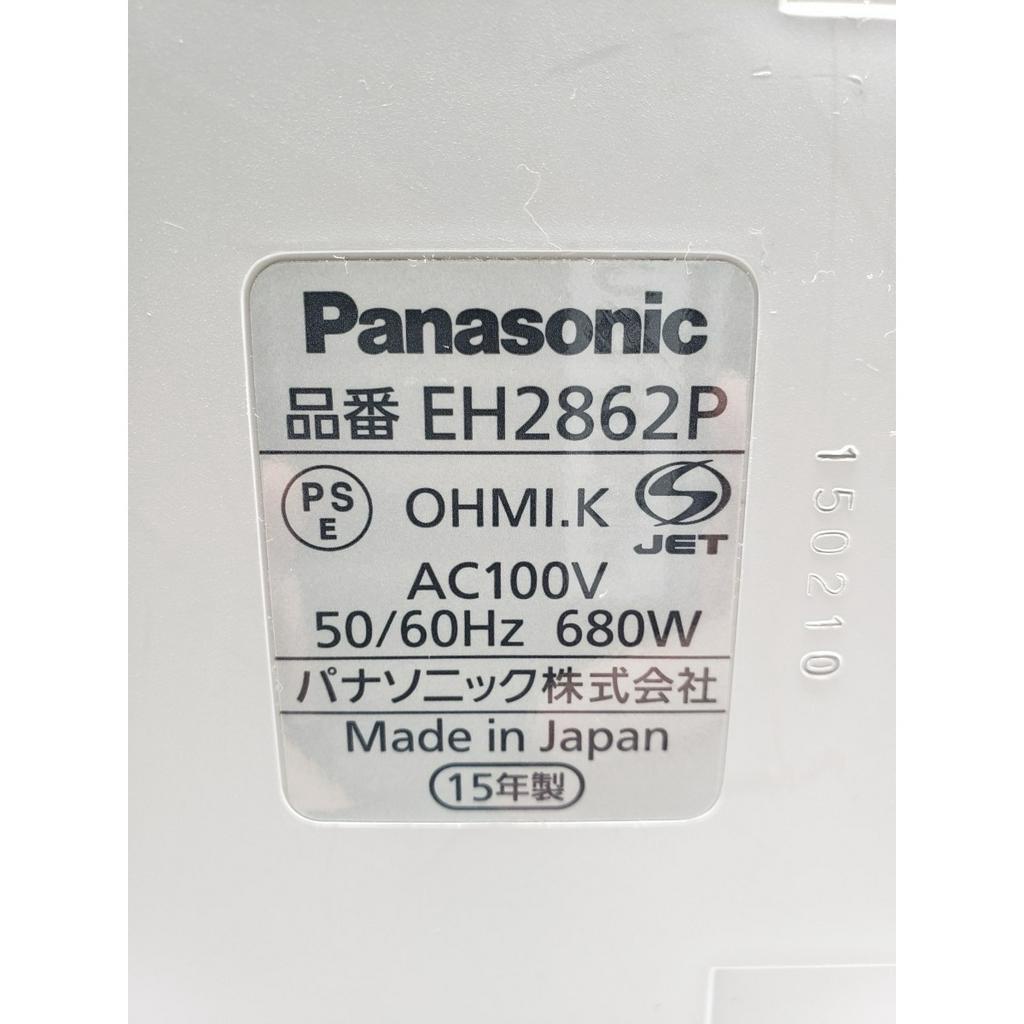 Panasonic
品番 EH2862P
PS
E
OHMI.K
JET
AC100V
50/60Hz 680W
パナソニック株式会社
Made in Japan
15年製
150210